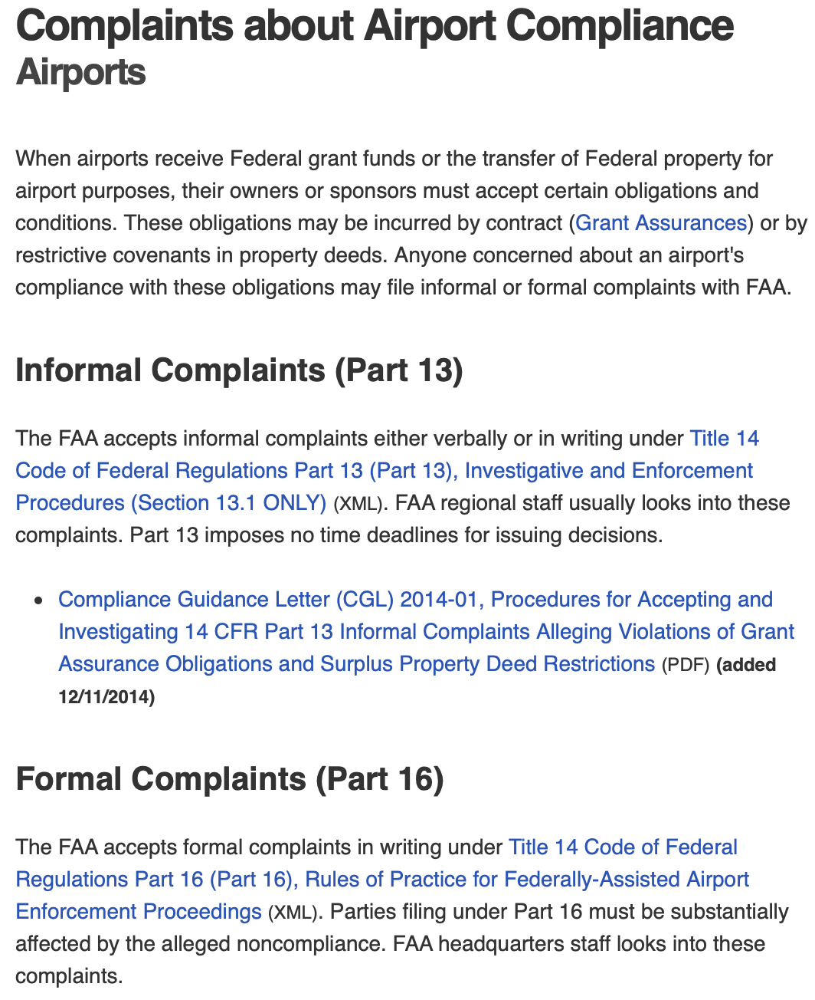 Complaints about Airport Compliance
Airports
When airports receive Federal grant funds or the transfer of Federal property for
airport purposes, their owners or sponsors must accept certain obligations and
conditions. These obligations may be incurred by contract (Grant Assurances) or by
restrictive covenants in property deeds. Anyone concerned about an airport's
compliance with these obligations may file informal or formal complaints with FAA.
Informal Complaints (Part 13)
The FAA accepts informal complaints either verbally or in writing under Title 14
Code of Federal Regulations Part 13 (Part 13), Investigative and Enforcement
Procedures (Section 13.1 ONLY) (XML). FAA regional staff usually looks into these
complaints. Part 13 imposes no time deadlines for issuing decisions.
• Compliance Guidance Letter (CGL) 2014-01, Procedures for Accepting and
Investigating 14 CFR Part 13 Informal Complaints Alleging Violations of Grant
Assurance Obligations and Surplus Property Deed Restrictions (PDF) (added
12/11/2014)
Formal Complaints (Part 16)
The FAA accepts formal complaints in writing under Title 14 Code of Federal
Regulations Part 16 (Part 16), Rules of Practice for Federally-Assisted Airport
Enforcement Proceedings (XML). Parties filing under Part 16 must be substantially
affected by the alleged noncompliance. FAA headquarters staff looks into these
complaints.